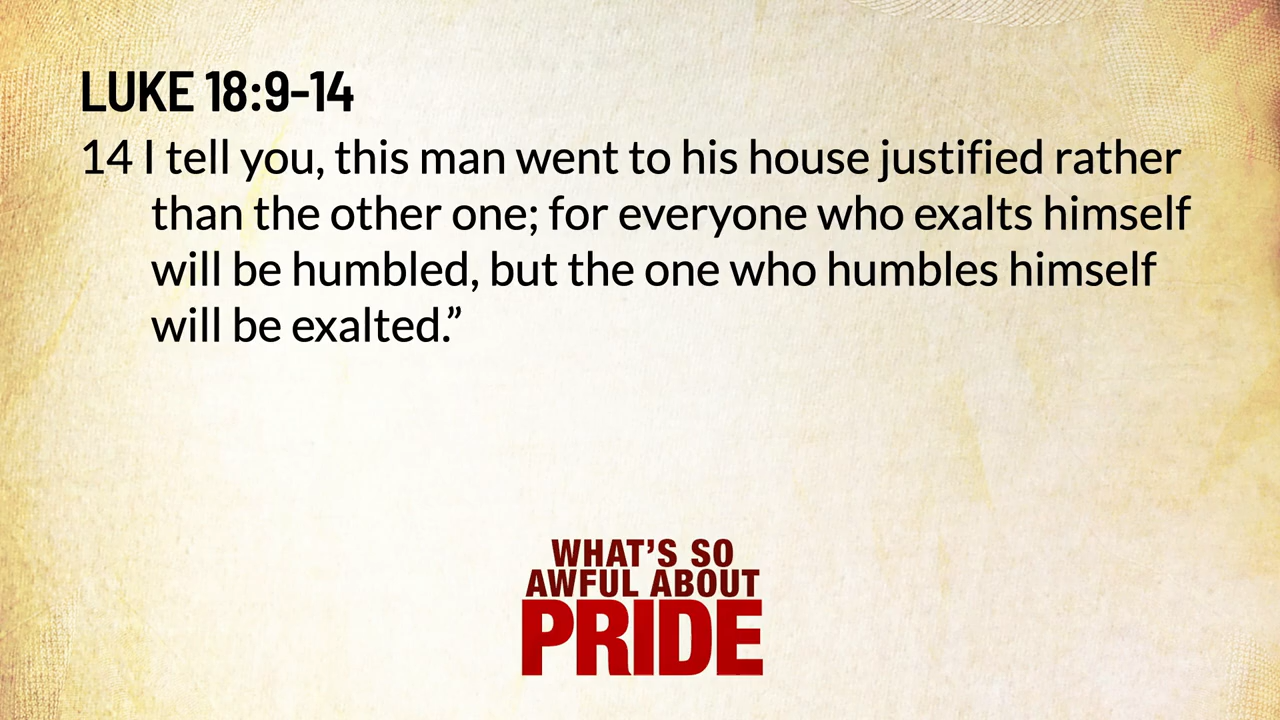 LUKE 18:9-14
14 I tell you, this man went to his house justified rather
than the other one; for everyone who exalts himself
will be humbled, but the one who humbles himself
will be exalted.”
WHAT’S SO
AWFUL ABOUT
PRIDE